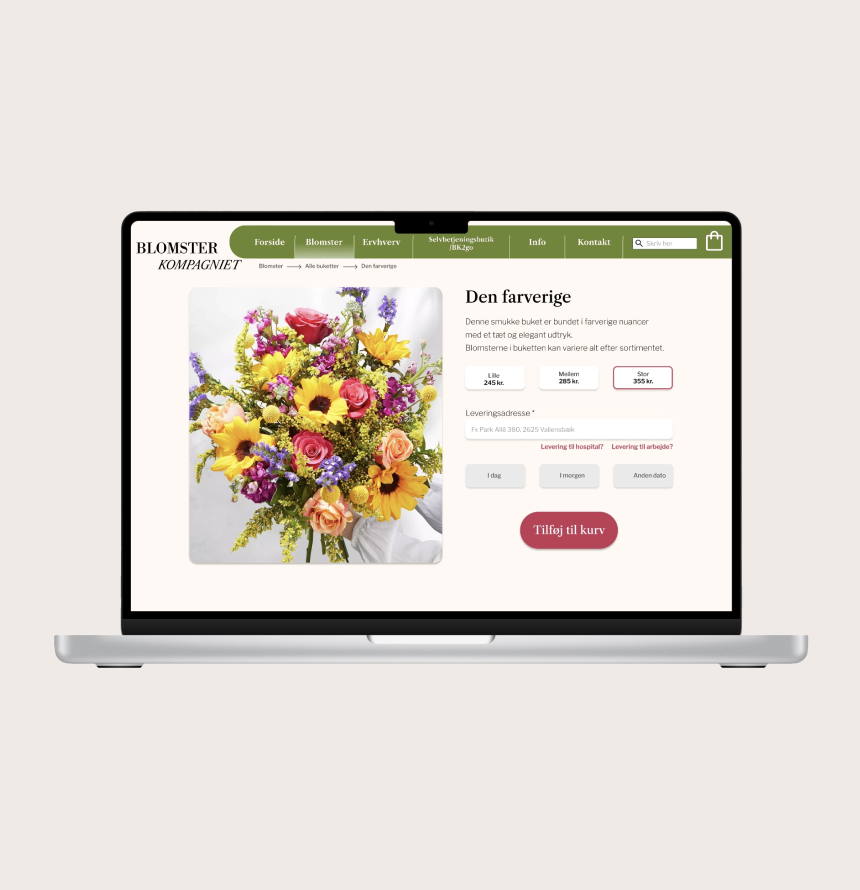 BLOMSTER
KOMPAGNIET
Forside
Blomster
Ervhverv
Selvbetjeningsbutik
/BK2go
Info
Kontakt
Skriv her
Blomster → Alle buketter → Den farverige
Den farverige
Denne smukke buket er bundet i farverige nuancer
med et tæt og elegant udtryk.
Blomsterne i buketten kan variere alt efter sortimentet.
Lille
245 kr.
Mellem
285 kr.
Stor
355 kr.
Leveringsadresse *
Fx Park Allé 380, 2625 Vallensbæk
Levering til hospital?
Levering til arbejde?
I dag
I morgen
Anden dato
Tilføj til kurv